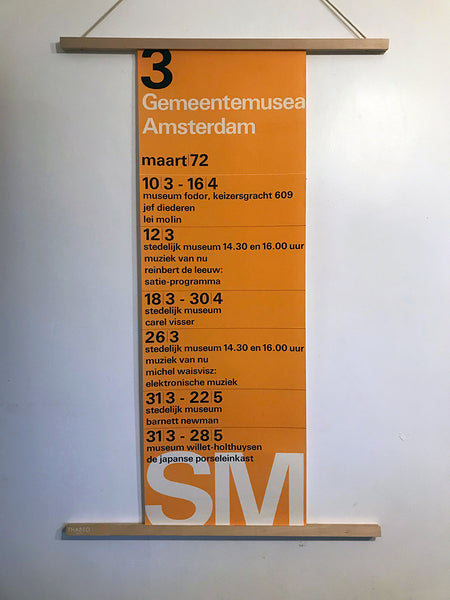 3
Gemeentemusea
Amsterdam
maart|72
10|3 - 16|4
museum fodor, keizersgracht 609
jef diederen
lei molin
12|3
stedelijk museum 14.30 en 16.00 uur
muziek van nu
reinbert de leeuw:
satie-programma
18|3 - 30|4
stedelijk museum
carel visser
26|3
stedelijk museum 14.30 en 16.00 uur
muziek van nu
michel waisvisz:
elektronische muziek
31|3 - 22|5
stedelijk museum
barnett newman
31|3 - 28|5
museum willet-holthuysen
de japanse porseleinkast
SM